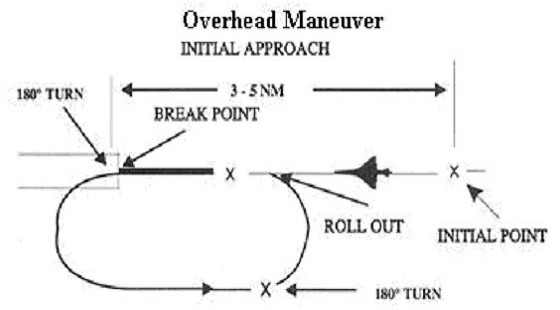 Overhead Maneuver
INITIAL APPROACH
3 - 5 NM
180° TURN
BREAK POINT
X
X
ROLL OUT
INITIAL POINT
X
180° TURN